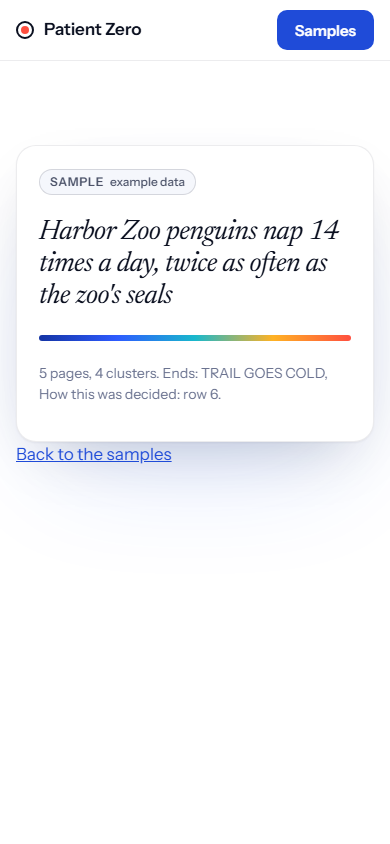 Patient Zero
Samples
SAMPLE example data
Harbor Zoo penguins nap 14
times a day, twice as often as
the zoo's seals
5 pages, 4 clusters. Ends: TRAIL GOES COLD,
How this was decided: row 6.
Back to the samples